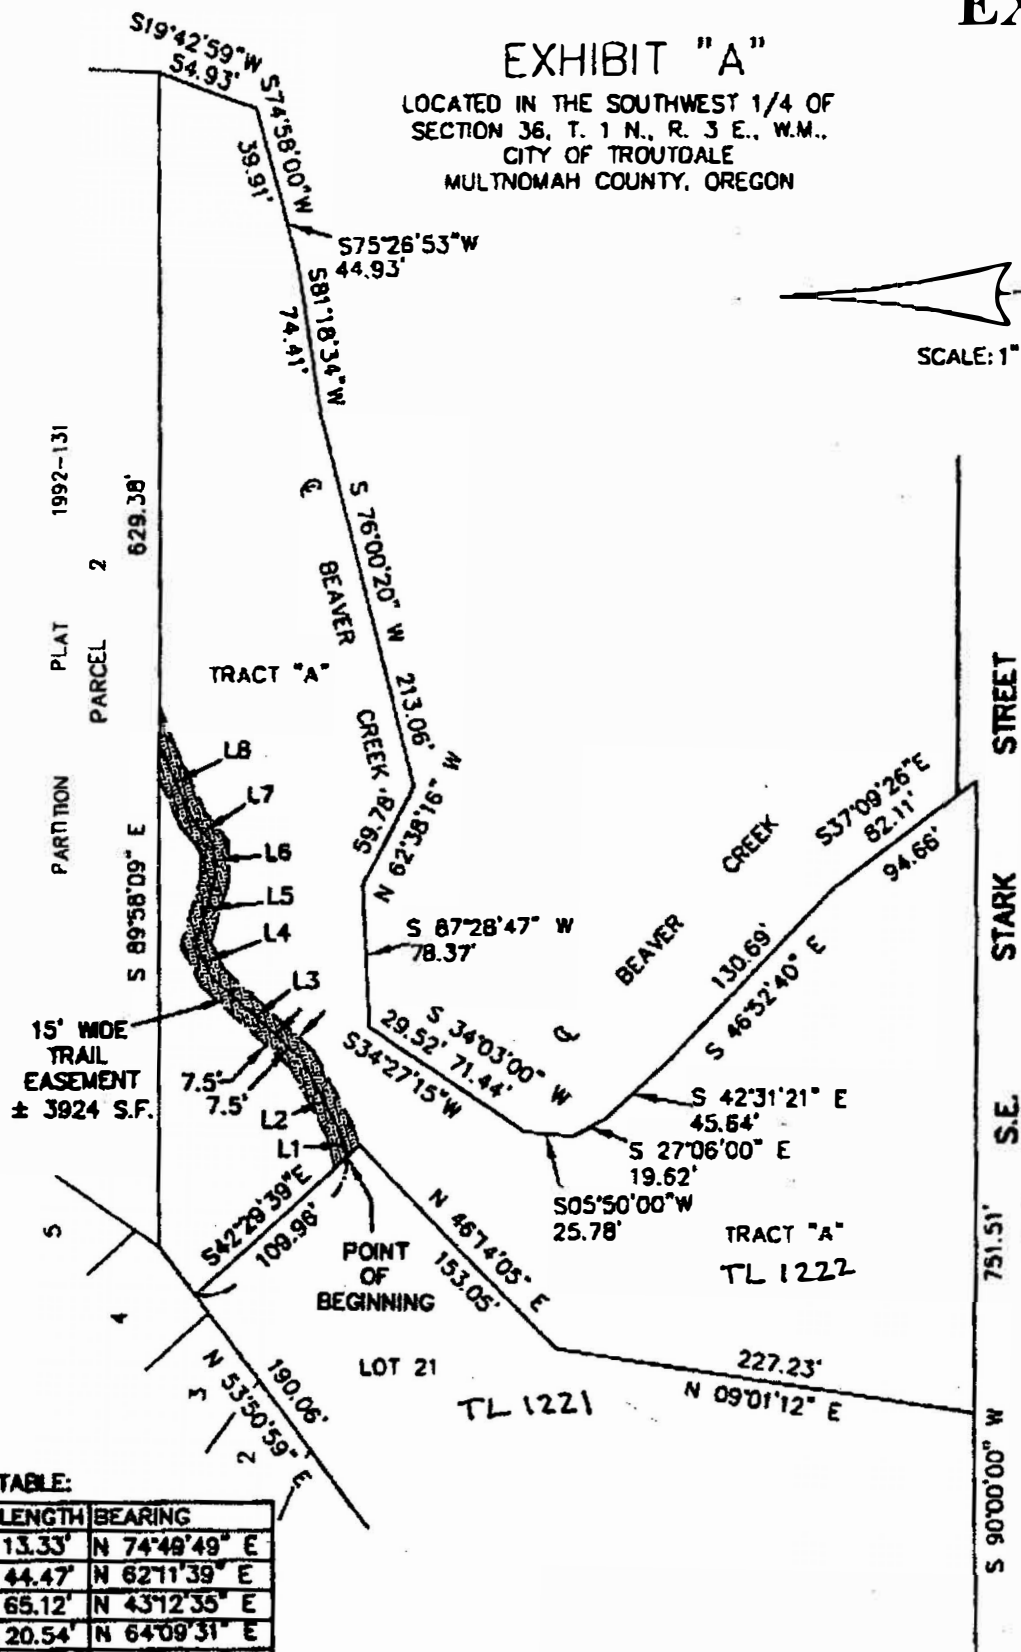 EX
EXHIBIT "A"
LOCATED IN THE SOUTHWEST 1/4 OF
SECTION 36, T. 1 N., R. 3 E., W.M.,
CITY OF TROUTDALE
MULTNOMAH COUNTY, OREGON
SCALE: 1"
S19°42'59"W
54.93'
S74°58'00"W
39.91'
S75°26'53"W
44.93'
S81°18'34"W
74.41'
S 76°00'20" W 213.06'
℄ BEAVER CREEK
PARTITION PLAT 1992-131
PARCEL 2
S 89°58'09" E 629.38'
TRACT "A"
L8
L7
L6
L5
L4
L3
L2
L1
59.78'
N 62°38'16" W
S 87°28'47" W
78.37'
S 34°03'00" W
29.52' 71.44'
S34°27'15"W
BEAVER CREEK
℄
S37°09'26"E
82.11'
94.66'
130.69'
S 46°52'40" E
S 42°31'21" E
45.64'
S 27°06'00" E
19.62'
S05°50'00"W
25.78'
TRACT "A"
TL 1222
S.E. STARK STREET
751.51'
S 90°00'00" W
15' WIDE
TRAIL
EASEMENT
± 3924 S.F.
7.5'
7.5'
S42°29'39"E
109.98'
POINT
OF
BEGINNING
N 46°14'05" E
153.05'
227.23'
N 09°01'12" E
LOT 21
TL 1221
190.06'
N 53°50'59" E
5
4
3
2
TABLE:
LENGTH BEARING
13.33' N 74°49'49" E
44.47' N 62°11'39" E
65.12' N 43°12'35" E
20.54' N 64°09'31" E